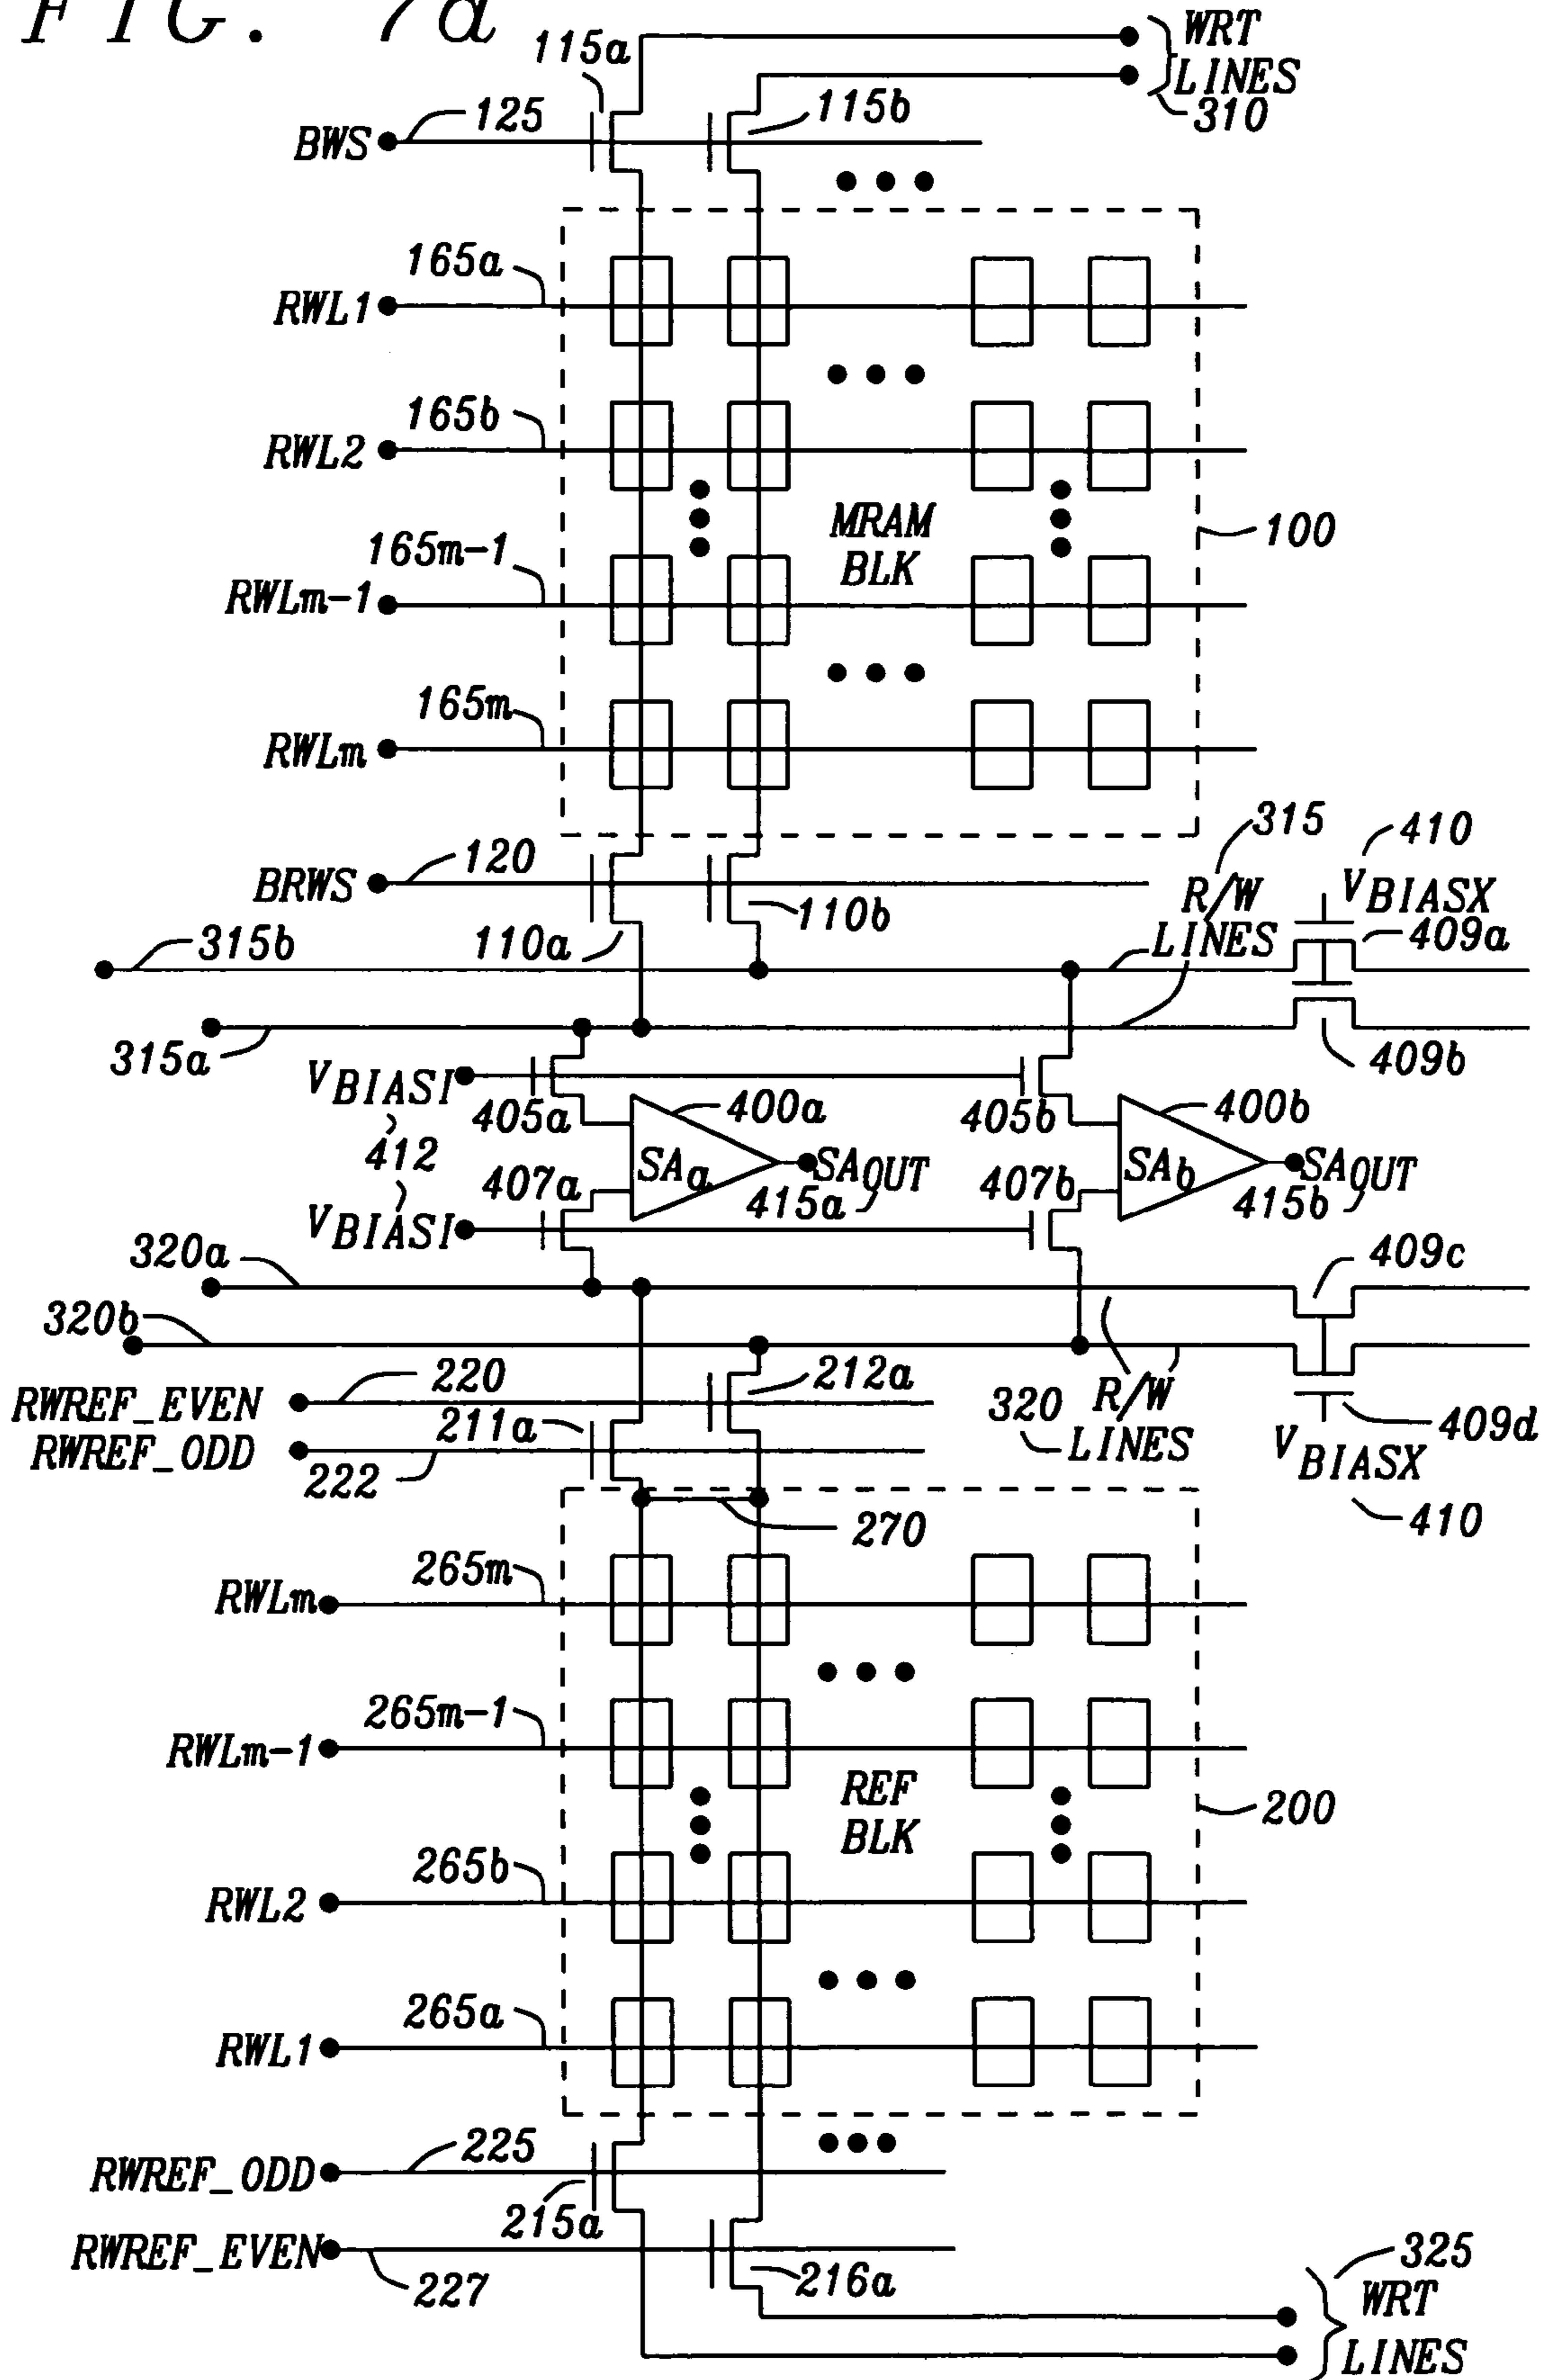 FIG. 7a
115a
WRT
LINES
310
BWS
125
115b
165a
RWL1
165b
RWL2
MRAM
BLK
100
165m-1
RWLm-1
165m
RWLm
315
410
BRWS
120
110b
R/W
LINES
VBIASX
409a
315b
110a
315a
409b
VBIASI
405a
400a
405b
400b
412
SAa
SAOUT
SAb
SAOUT
407a
415a
407b
415b
VBIASI
320a
409c
320b
RWREF_EVEN
220
212a
320
R/W
LINES
409d
211a
RWREF_ODD
222
VBIASX
410
270
265m
RWLm
265m-1
RWLm-1
REF
BLK
200
265b
RWL2
265a
RWL1
225
RWREF_ODD
215a
RWREF_EVEN
227
216a
325
WRT
LINES